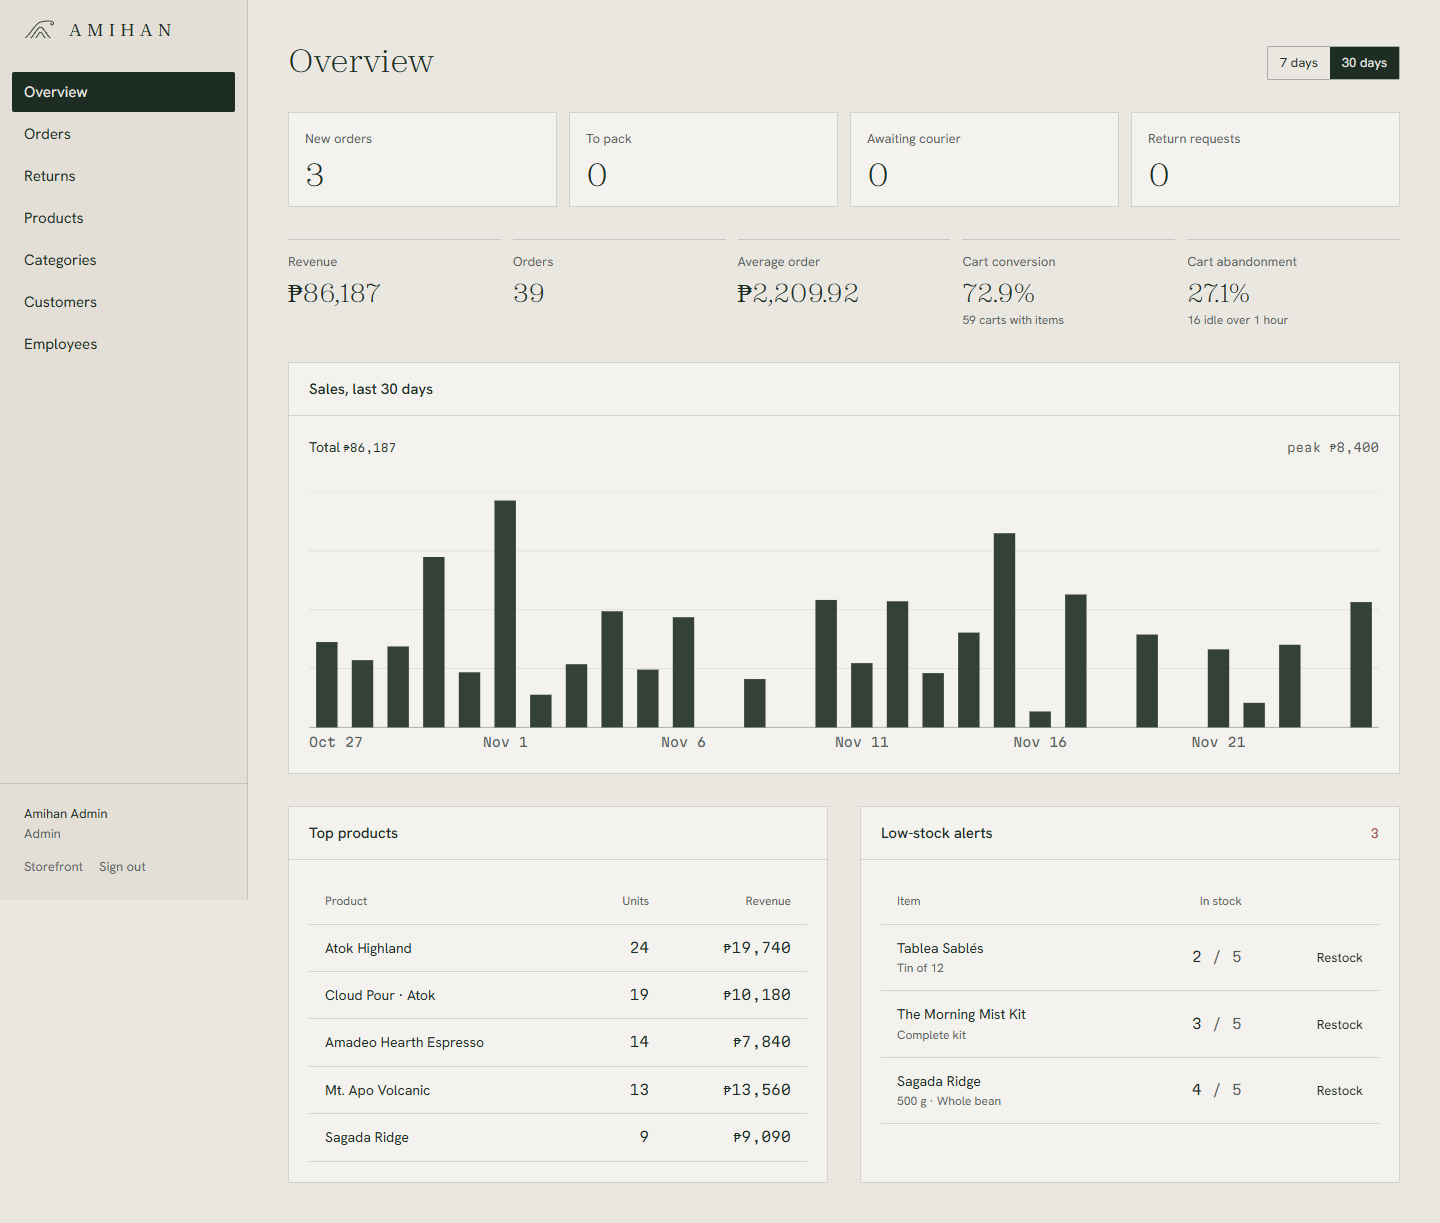 AMIHAN
Overview
Orders
Returns
Products
Categories
Customers
Employees
Amihan Admin
Admin
Storefront Sign out
Overview
7 days 30 days
New orders
3
To pack
0
Awaiting courier
0
Return requests
0
Revenue
₱86,187
Orders
39
Average order
₱2,209.92
Cart conversion
72.9%
59 carts with items
Cart abandonment
27.1%
16 idle over 1 hour
Sales, last 30 days
Total ₱86,187
peak ₱8,400
Oct 27 Nov 1 Nov 6 Nov 11 Nov 16 Nov 21
Top products
Product Units Revenue
Atok Highland 24 ₱19,740
Cloud Pour · Atok 19 ₱10,180
Amadeo Hearth Espresso 14 ₱7,840
Mt. Apo Volcanic 13 ₱13,560
Sagada Ridge 9 ₱9,090
Low-stock alerts 3
Item In stock
Tablea Sablés
Tin of 12
2 / 5 Restock
The Morning Mist Kit
Complete kit
3 / 5 Restock
Sagada Ridge
500 g · Whole bean
4 / 5 Restock